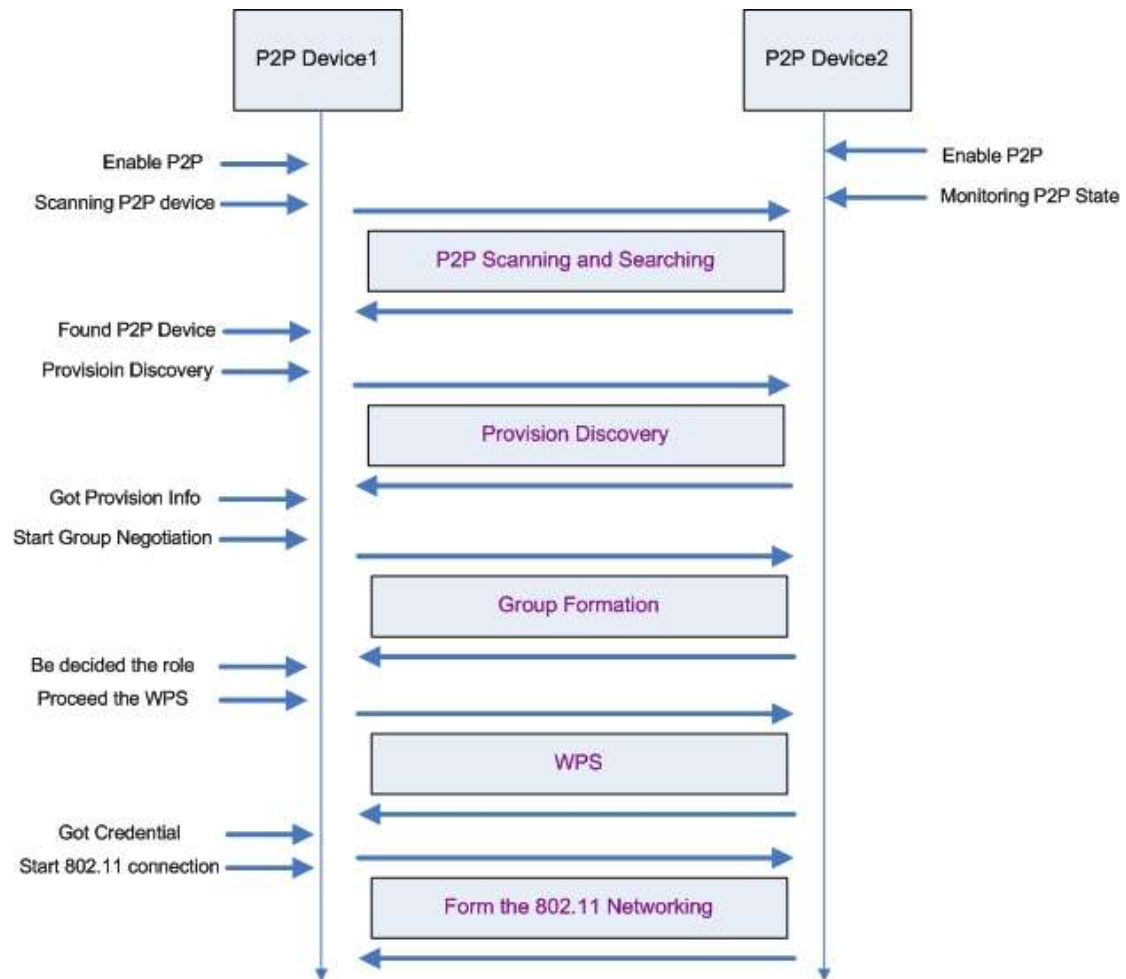 P2P Device1
P2P Device2
Enable P2P
Enable P2P
Scanning P2P device
Monitoring P2P State
P2P Scanning and Searching
Found P2P Device
Provisioin Discovery
Provision Discovery
Got Provision Info
Start Group Negotiation
Group Formation
Be decided the role
Proceed the WPS
WPS
Got Credential
Start 802.11 connection
Form the 802.11 Networking